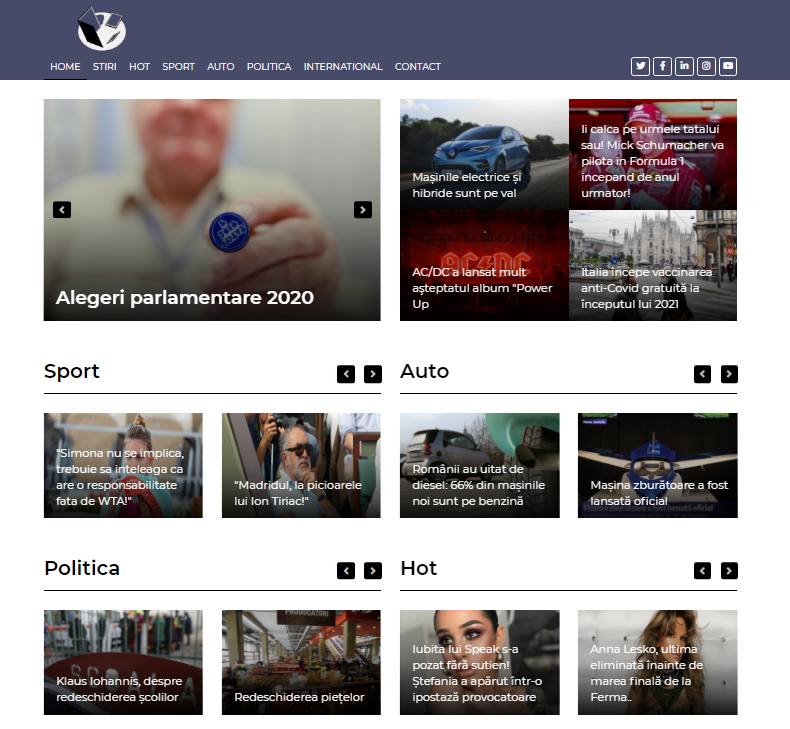 HOME STIRI HOT SPORT AUTO POLITICA INTERNATIONAL CONTACT
Alegeri parlamentare 2020
Mașinile electrice și
hibride sunt pe val
Ii calca pe urmele tatalui
sau! Mick Schumacher va
pilota in Formula 1
incepand de anul
urmator!
AC/DC
AC/DC a lansat mult
așteptatul album "Power
Up
Italia începe vaccinarea
anti-Covid gratuită la
începutul lui 2021
Sport
Auto
"Simona nu se implica,
trebuie sa inteleaga ca
are o responsabilitate
fata de WTA!"
"Madridul, la picioarele
lui Ion Tiriac!"
Românii au uitat de
diesel: 66% din mașinile
noi sunt pe benzină
Mașina zburătoare a fost
lansată oficial
Politica
Hot
Klaus Iohannis, despre
redeschiderea școlilor
PRODUCATORI
Redeschiderea piețelor
Iubita lui Speak s-a
pozat fără sutien!
Ștefania a apărut într-o
ipostază provocatoare
Anna Lesko, ultima
eliminată înainte de
marea finală de la
Ferma..